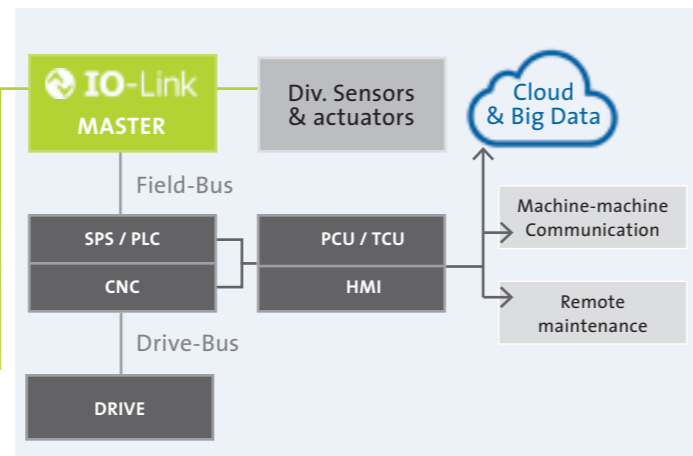 IO-Link
MASTER
Div. Sensors
& actuators
Cloud
& Big Data
Field-Bus
Machine-machine
Communication
SPS / PLC
PCU / TCU
CNC
HMI
Remote
maintenance
Drive-Bus
DRIVE